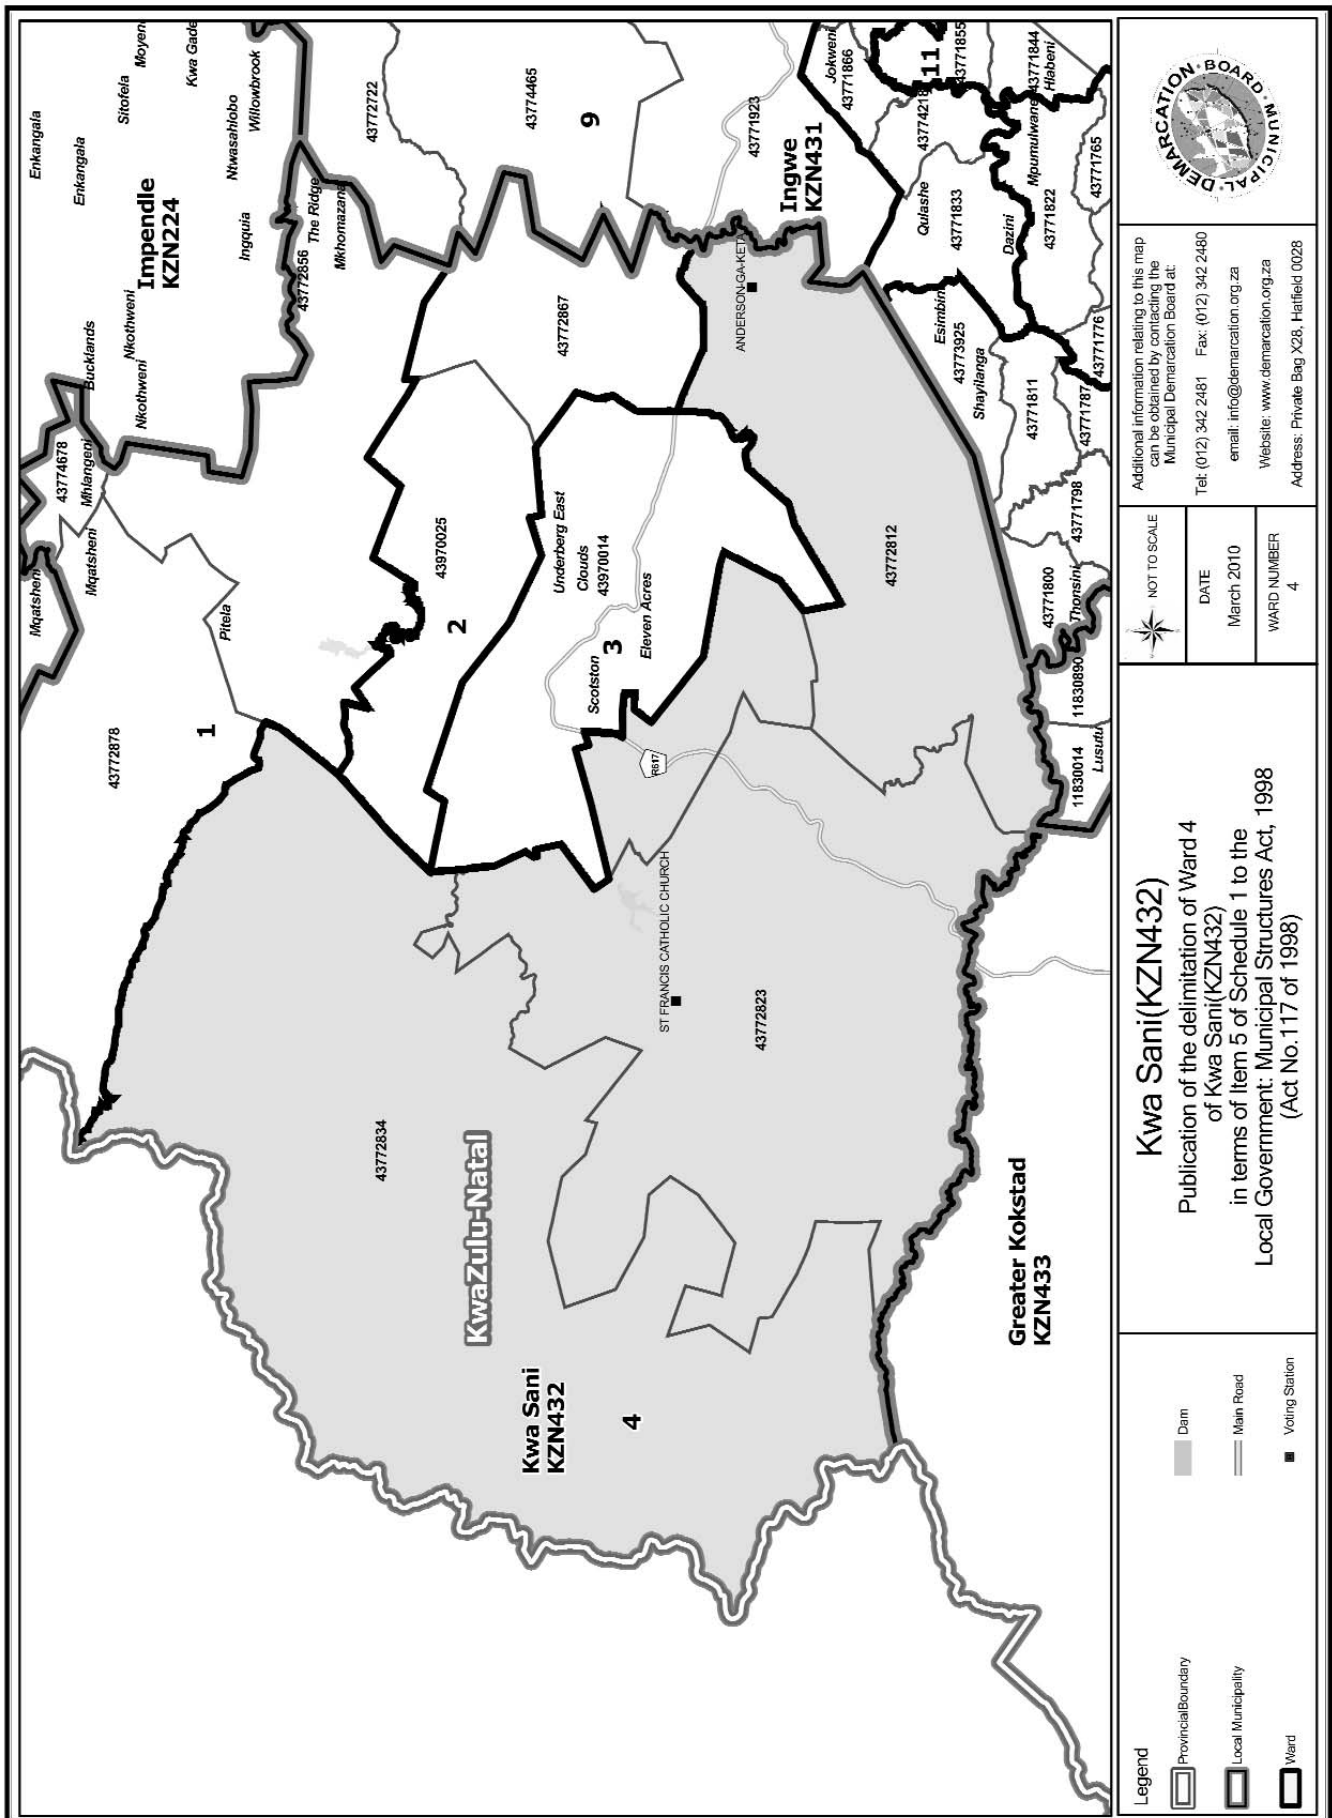 Enkangala
Enkangala
Sitofela
Kwa Gade
Impendle
KZN224
Ntwasahlobo
Willowbrook
Ingquia
Bucklands
Nkothweni
Nkothweni
43774678
Mhlangeni
Mqatsheni
Mqatsheni
43772856
The Ridge
Mkhomazana
43772722
43774465
9
43771923
Ingwe
KZN431
Jokweni
43771866
11
43771855
43771844
Hlabeni
Mpumulwane
Qulashe
43771833
Dazini
43771822
43771765
Esimbini
43773925
Shayilanga
43771811
43771776
43771787
43771798
43771800
Thonsini
11830890
11830014
Lusutu
43772878
1
Pitela
43970025
2
43772867
Underberg East
Clouds
43970014
Eleven Acres
3
Scotston
R617
ANDERSON-GA-KETA
43772812
ST FRANCIS CATHOLIC CHURCH
43772823
43772834
KwaZulu-Natal
Kwa Sani
KZN432
4
Greater Kokstad
KZN433
Legend
ProvincialBoundary
Local Municipality
Ward
Dam
Main Road
Voting Station
Kwa Sani(KZN432)
Publication of the delimitation of Ward 4
of Kwa Sani(KZN432)
in terms of Item 5 of Schedule 1 to the
Local Government: Municipal Structures Act, 1998
(Act No.117 of 1998)
NOT TO SCALE
DATE
March 2010
WARD NUMBER
4
Additional information relating to this map
can be obtained by contacting the
Municipal Demarcation Board at:
Tel: (012) 342 2481 Fax: (012) 342 2480
email: info@demarcation.org.za
Website: www.demarcation.org.za
Address: Private Bag X28, Hatfield 0028
MUNICIPAL DEMARCATION BOARD